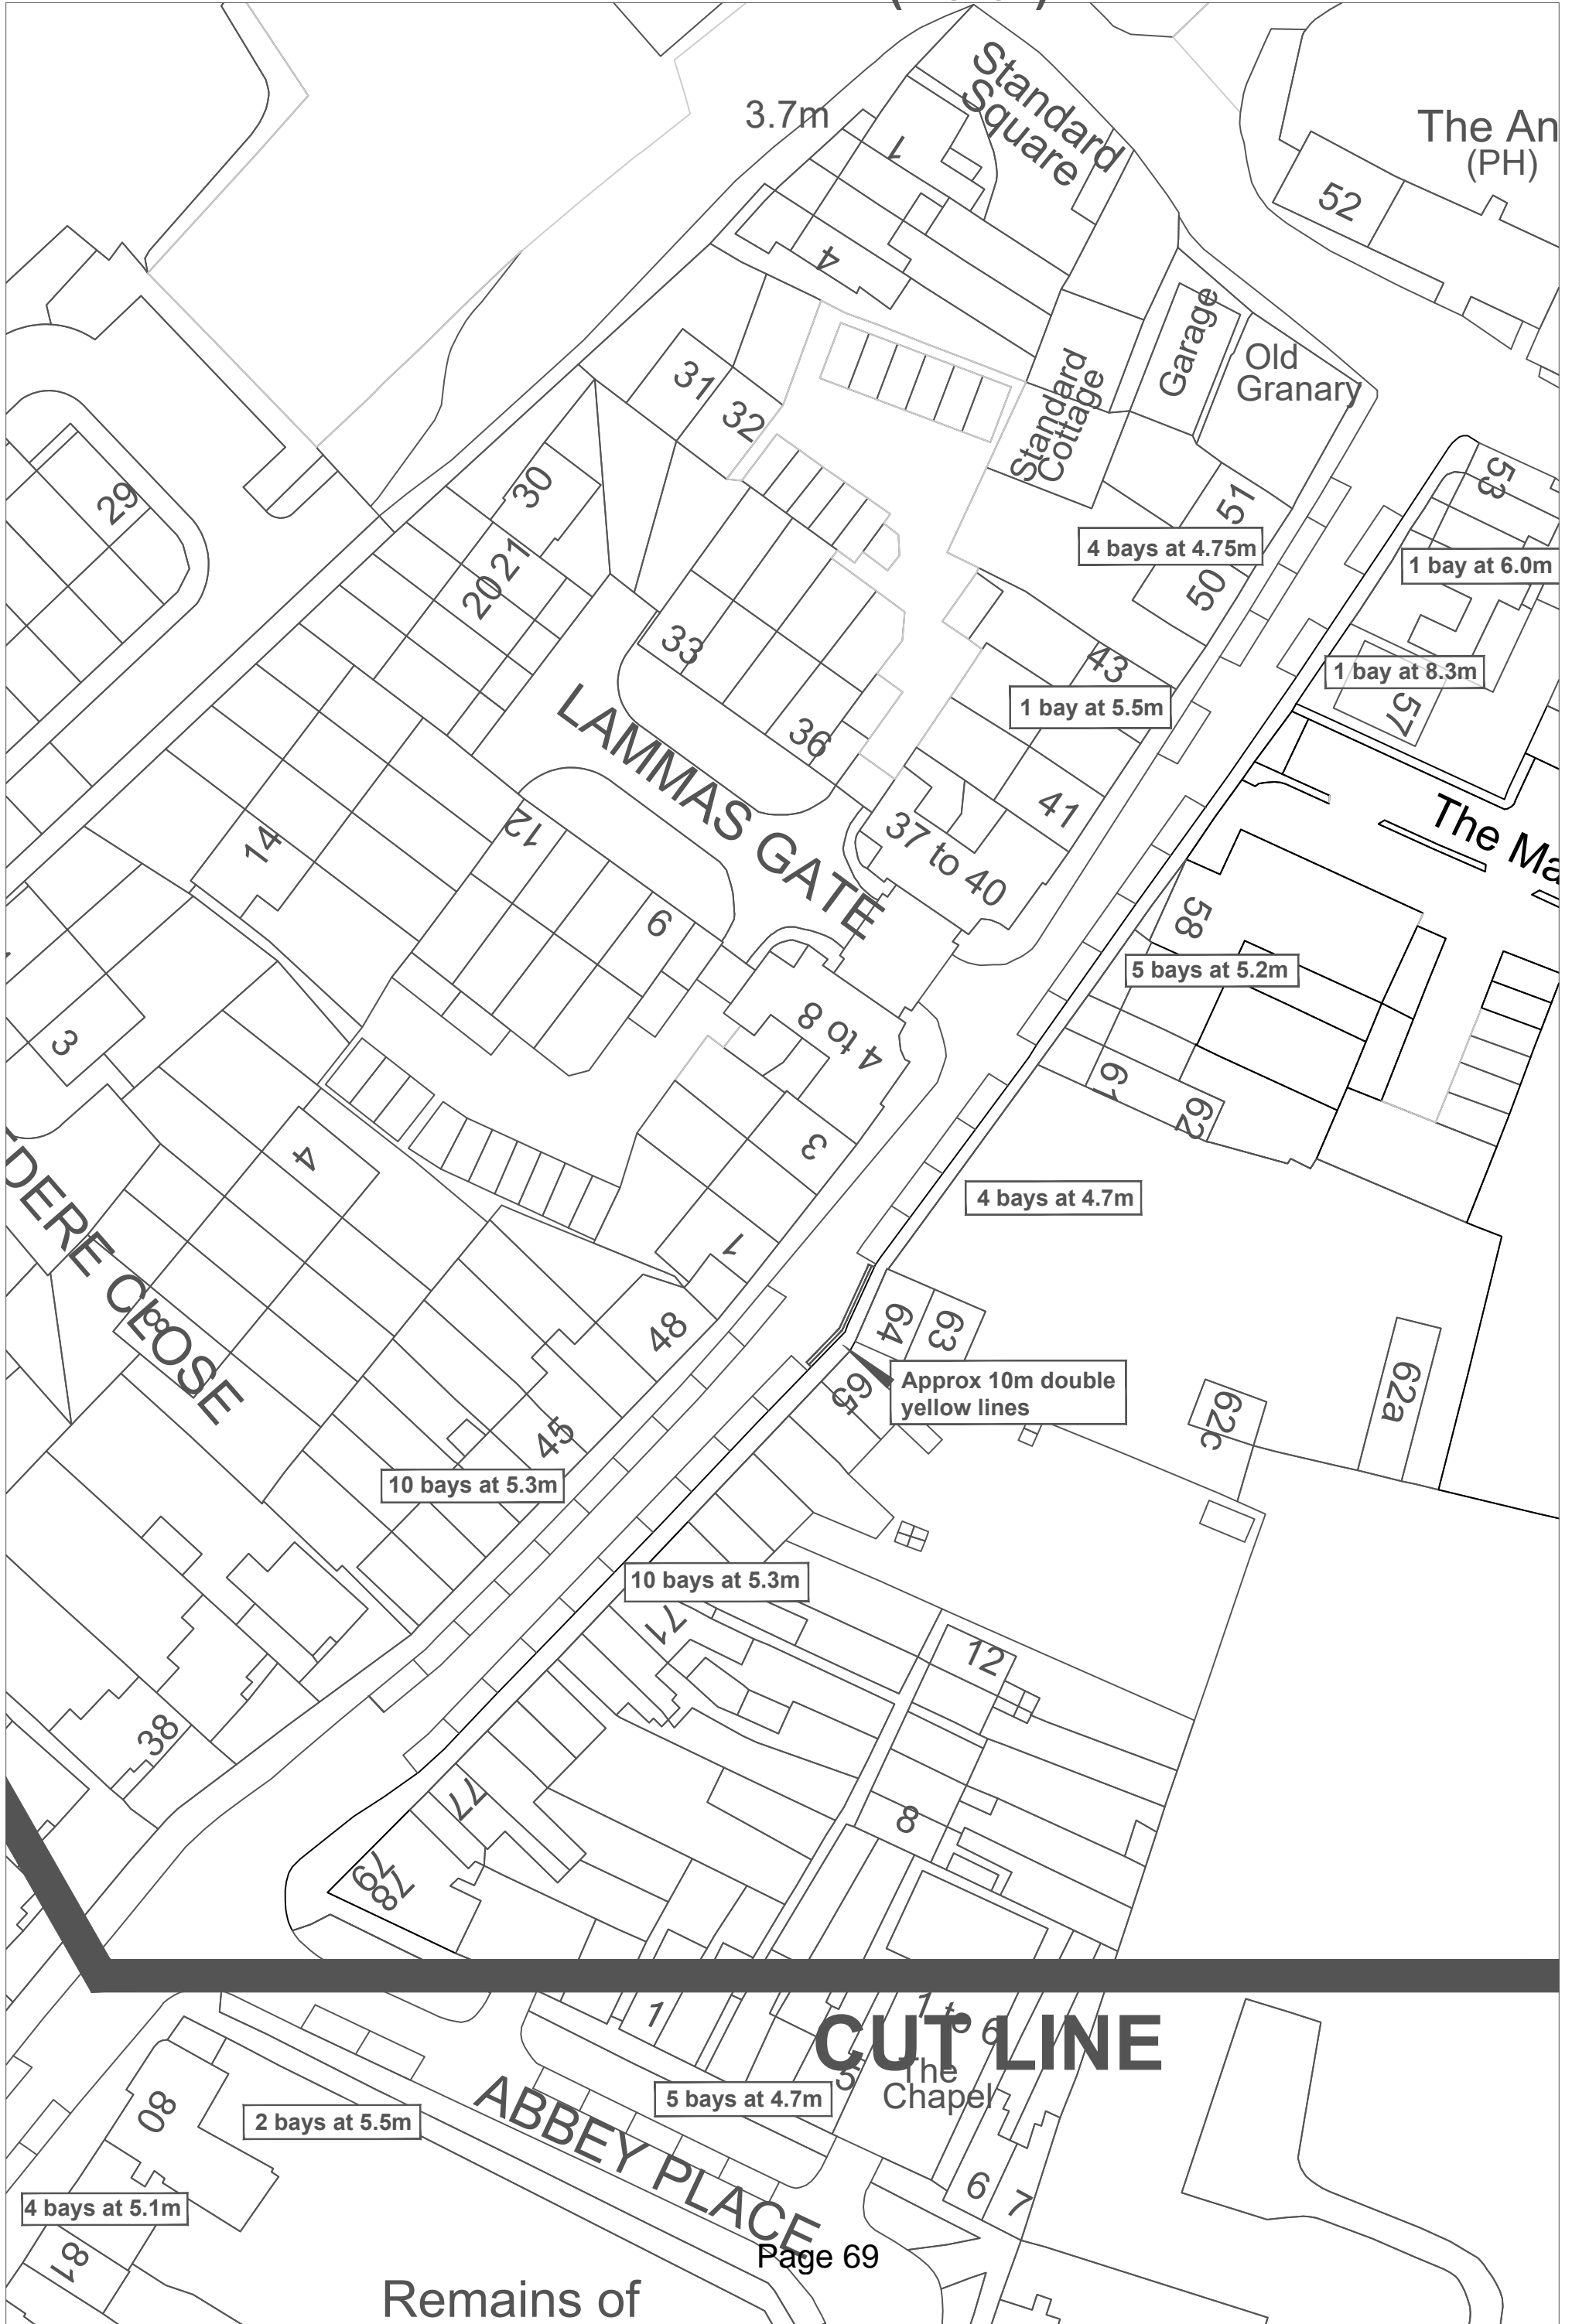 Standard
Square
3.7m
1
The An
(PH)
52
4
Garage
Old
Granary
Standard
Cottage
31
32
30
29
53
51
4 bays at 4.75m
1 bay at 6.0m
21
20
50
33
43
1 bay at 8.3m
57
1 bay at 5.5m
36
LAMMAS GATE
41
The Ma
12
14
37 to 40
9
58
5 bays at 5.2m
3
4 to 8
61
62
4
3
4 bays at 4.7m
DERE CLOSE
8
1
48
64
63
65
Approx 10m double
yellow lines
62c
62a
45
10 bays at 5.3m
10 bays at 5.3m
71
12
38
77
8
79
78
CUT LINE
1
1 to 6
The
Chapel
5
80
2 bays at 5.5m
5 bays at 4.7m
ABBEY PLACE
6
7
4 bays at 5.1m
81
Page 69
Remains of